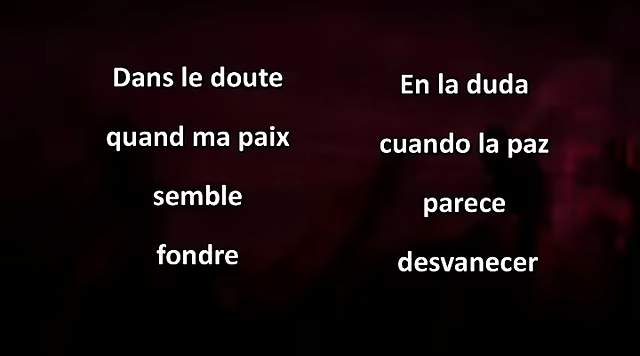 Dans le doute
quand ma paix
semble
fondre
En la duda
cuando la paz
parece
desvanecer